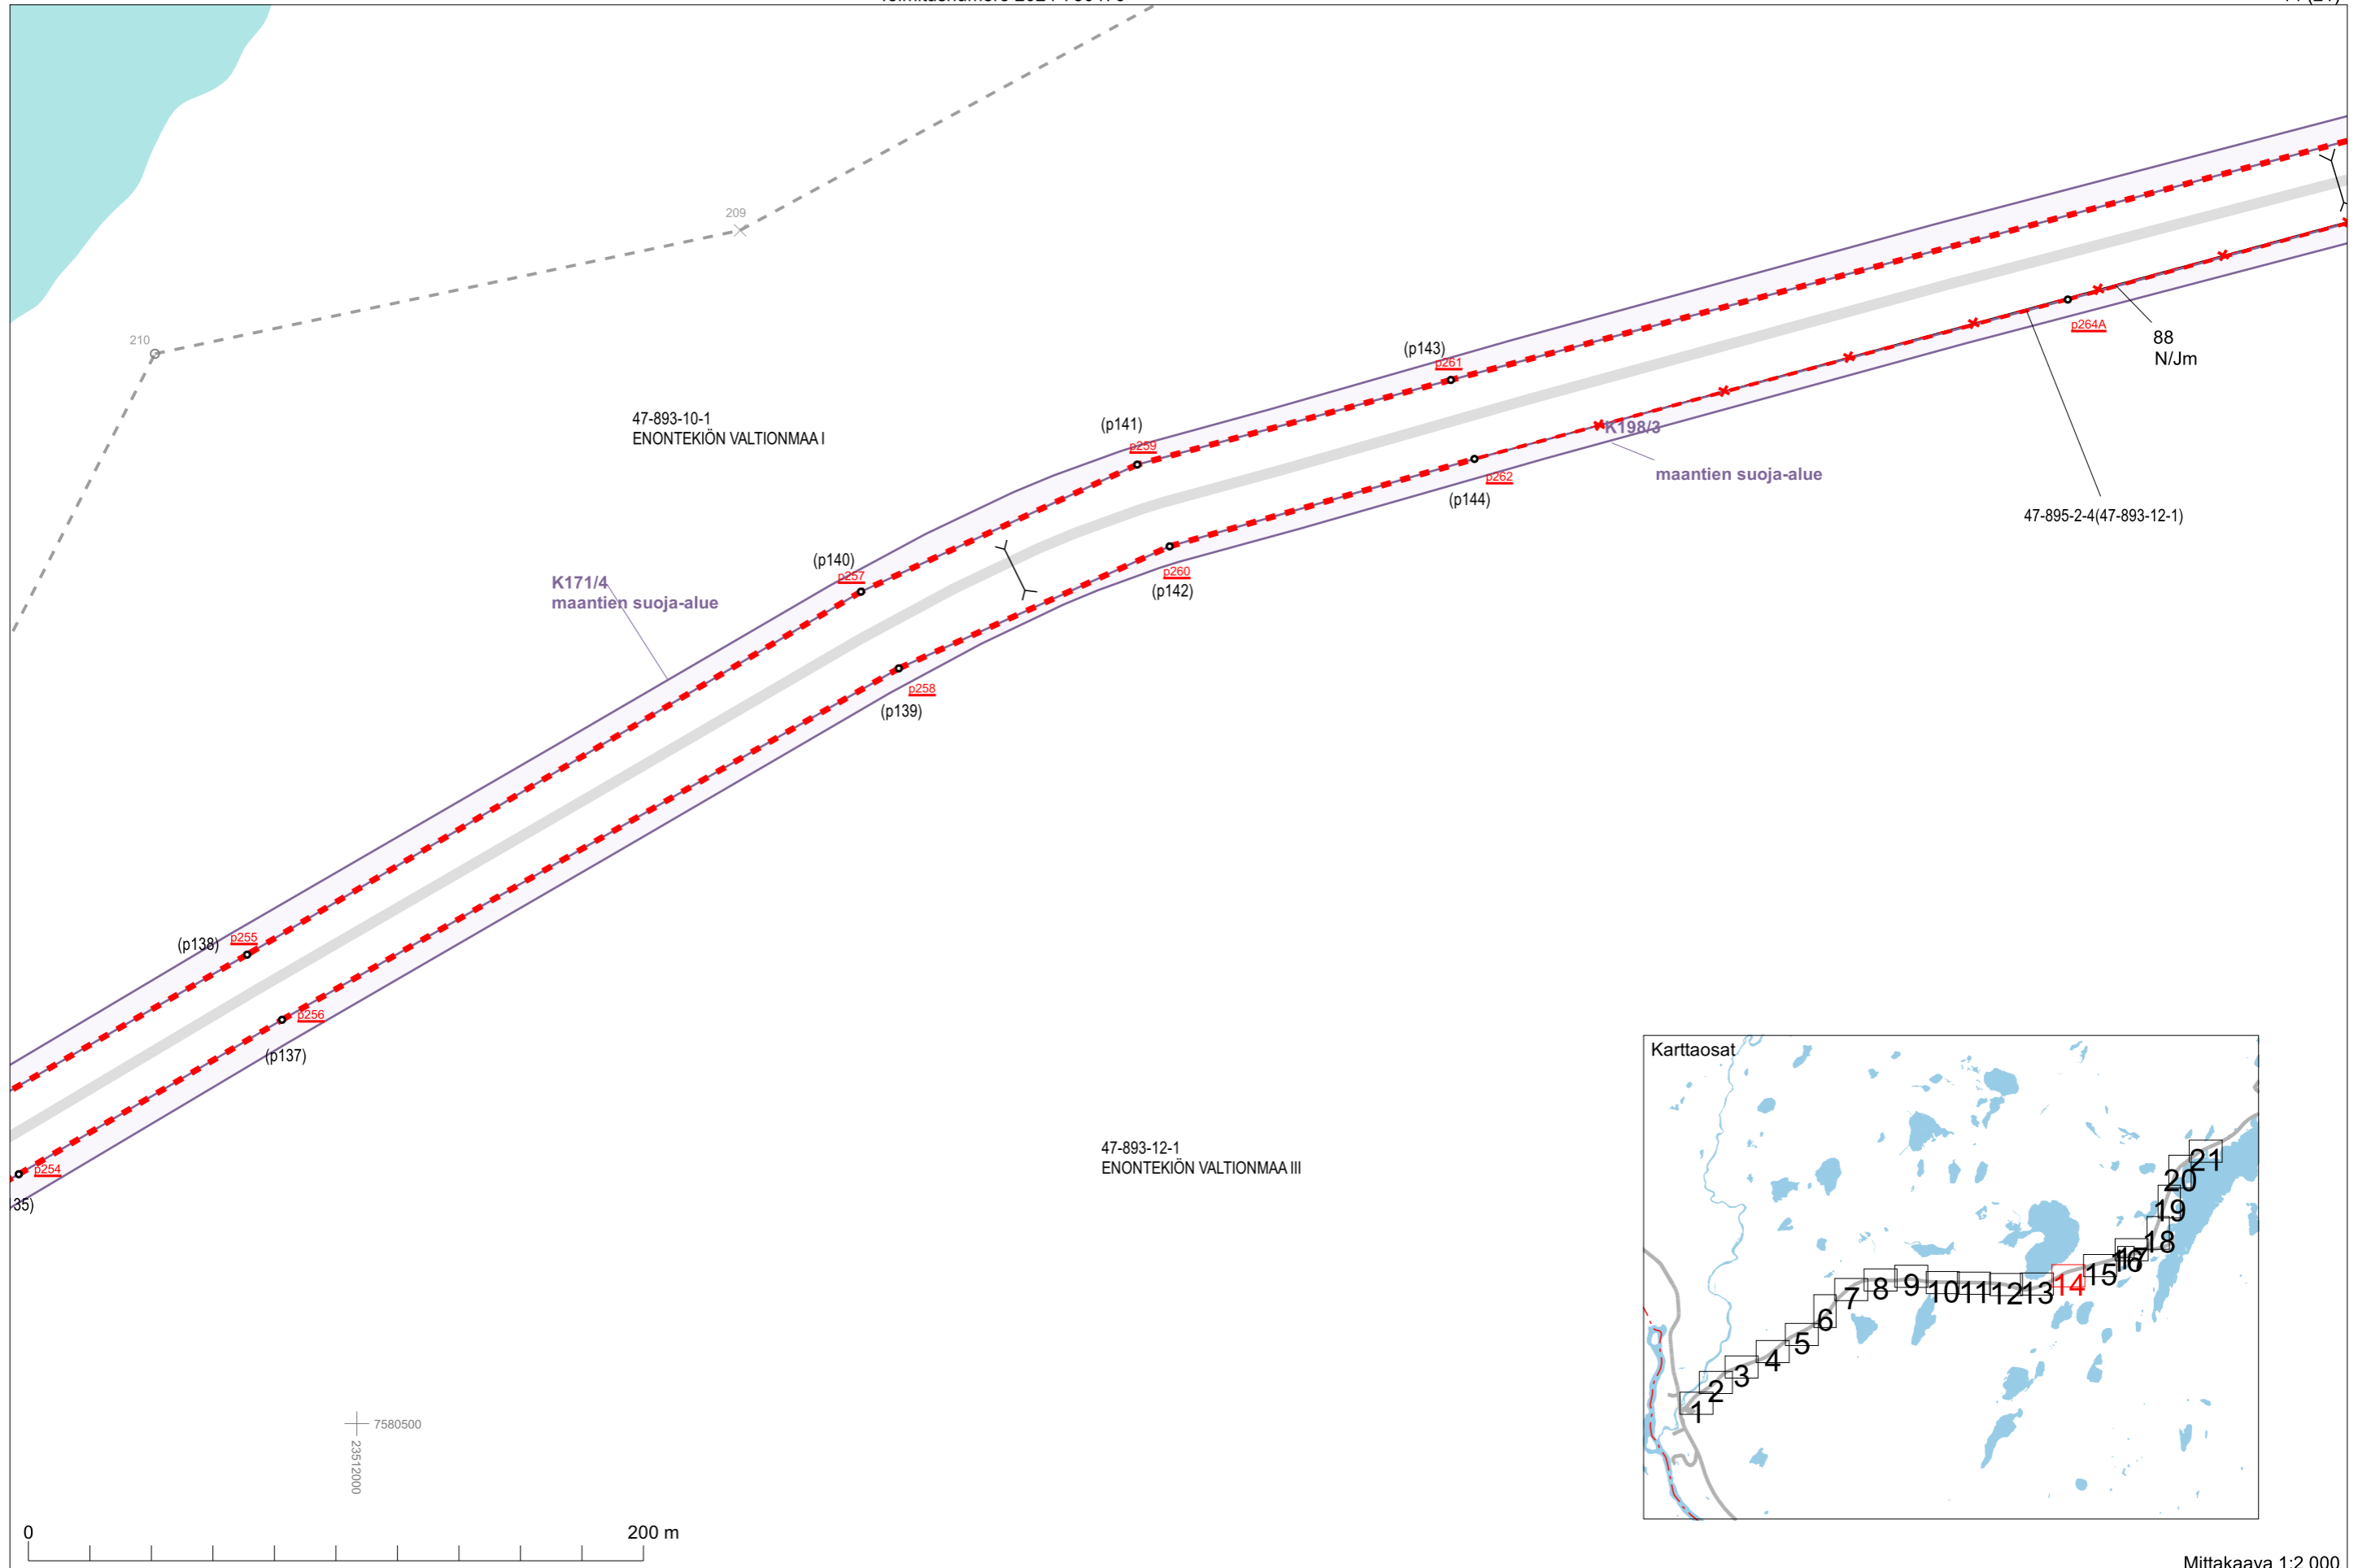 209
210
(p143)
p261
p264A
88
N/Jm
47-893-10-1
ENONTEKIÖN VALTIONMAA I
(p141)
p259
K198/3
maantien suoja-alue
p262
(p144)
47-895-2-4(47-893-12-1)
(p140)
p257
K171/4
maantien suoja-alue
p260
(p142)
p258
(p139)
(p138)
p255
p256
(p137)
p254
35)
47-893-12-1
ENONTEKIÖN VALTIONMAA III
Karttaosat
21
20
19
18
17
16
15
14
13
12
11
10
9
8
7
6
5
4
3
2
1
7580500
23512000
0
200 m
Mittakaava 1:2 000